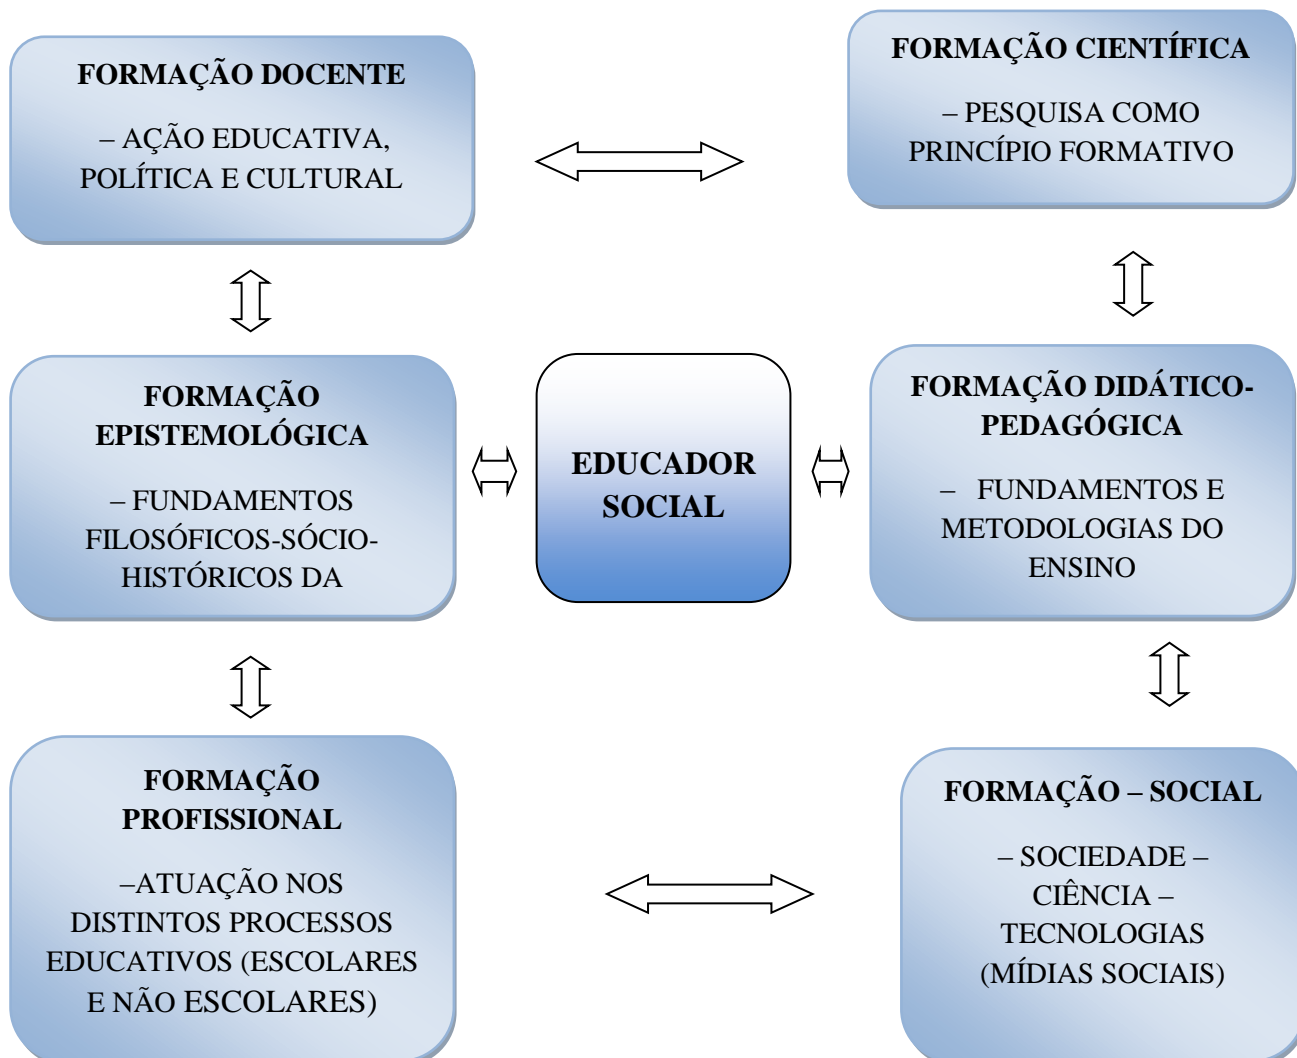 FORMAÇÃO DOCENTE
– AÇÃO EDUCATIVA,
POLÍTICA E CULTURAL
FORMAÇÃO CIENTÍFICA
– PESQUISA COMO
PRINCÍPIO FORMATIVO
FORMAÇÃO
EPISTEMOLÓGICA
– FUNDAMENTOS
FILOSÓFICOS-SÓCIO-
HISTÓRICOS DA
EDUCADOR
SOCIAL
FORMAÇÃO DIDÁTICO-
PEDAGÓGICA
– FUNDAMENTOS E
METODOLOGIAS DO
ENSINO
FORMAÇÃO
PROFISSIONAL
–ATUAÇÃO NOS
DISTINTOS PROCESSOS
EDUCATIVOS (ESCOLARES
E NÃO ESCOLARES)
FORMAÇÃO – SOCIAL
– SOCIEDADE –
CIÊNCIA –
TECNOLOGIAS
(MÍDIAS SOCIAIS)